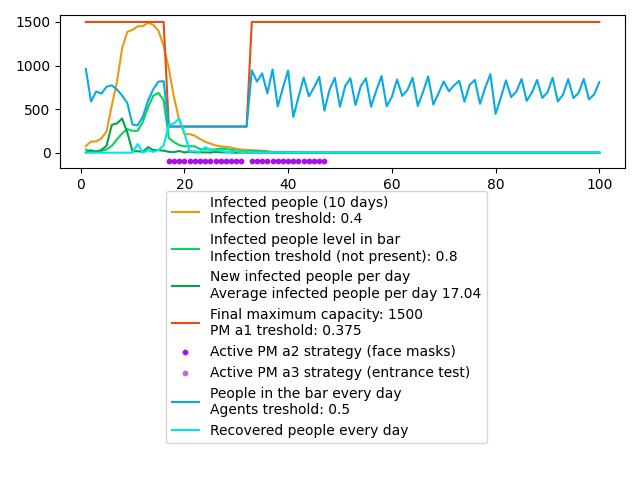 1500
1000
500
0
0
20
40
60
80
100
Infected people (10 days)
Infection treshold: 0.4
Infected people level in bar
Infection treshold (not present): 0.8
New infected people per day
Average infected people per day 17.04
Final maximum capacity: 1500
PM a1 treshold: 0.375
Active PM a2 strategy (face masks)
Active PM a3 strategy (entrance test)
People in the bar every day
Agents treshold: 0.5
Recovered people every day